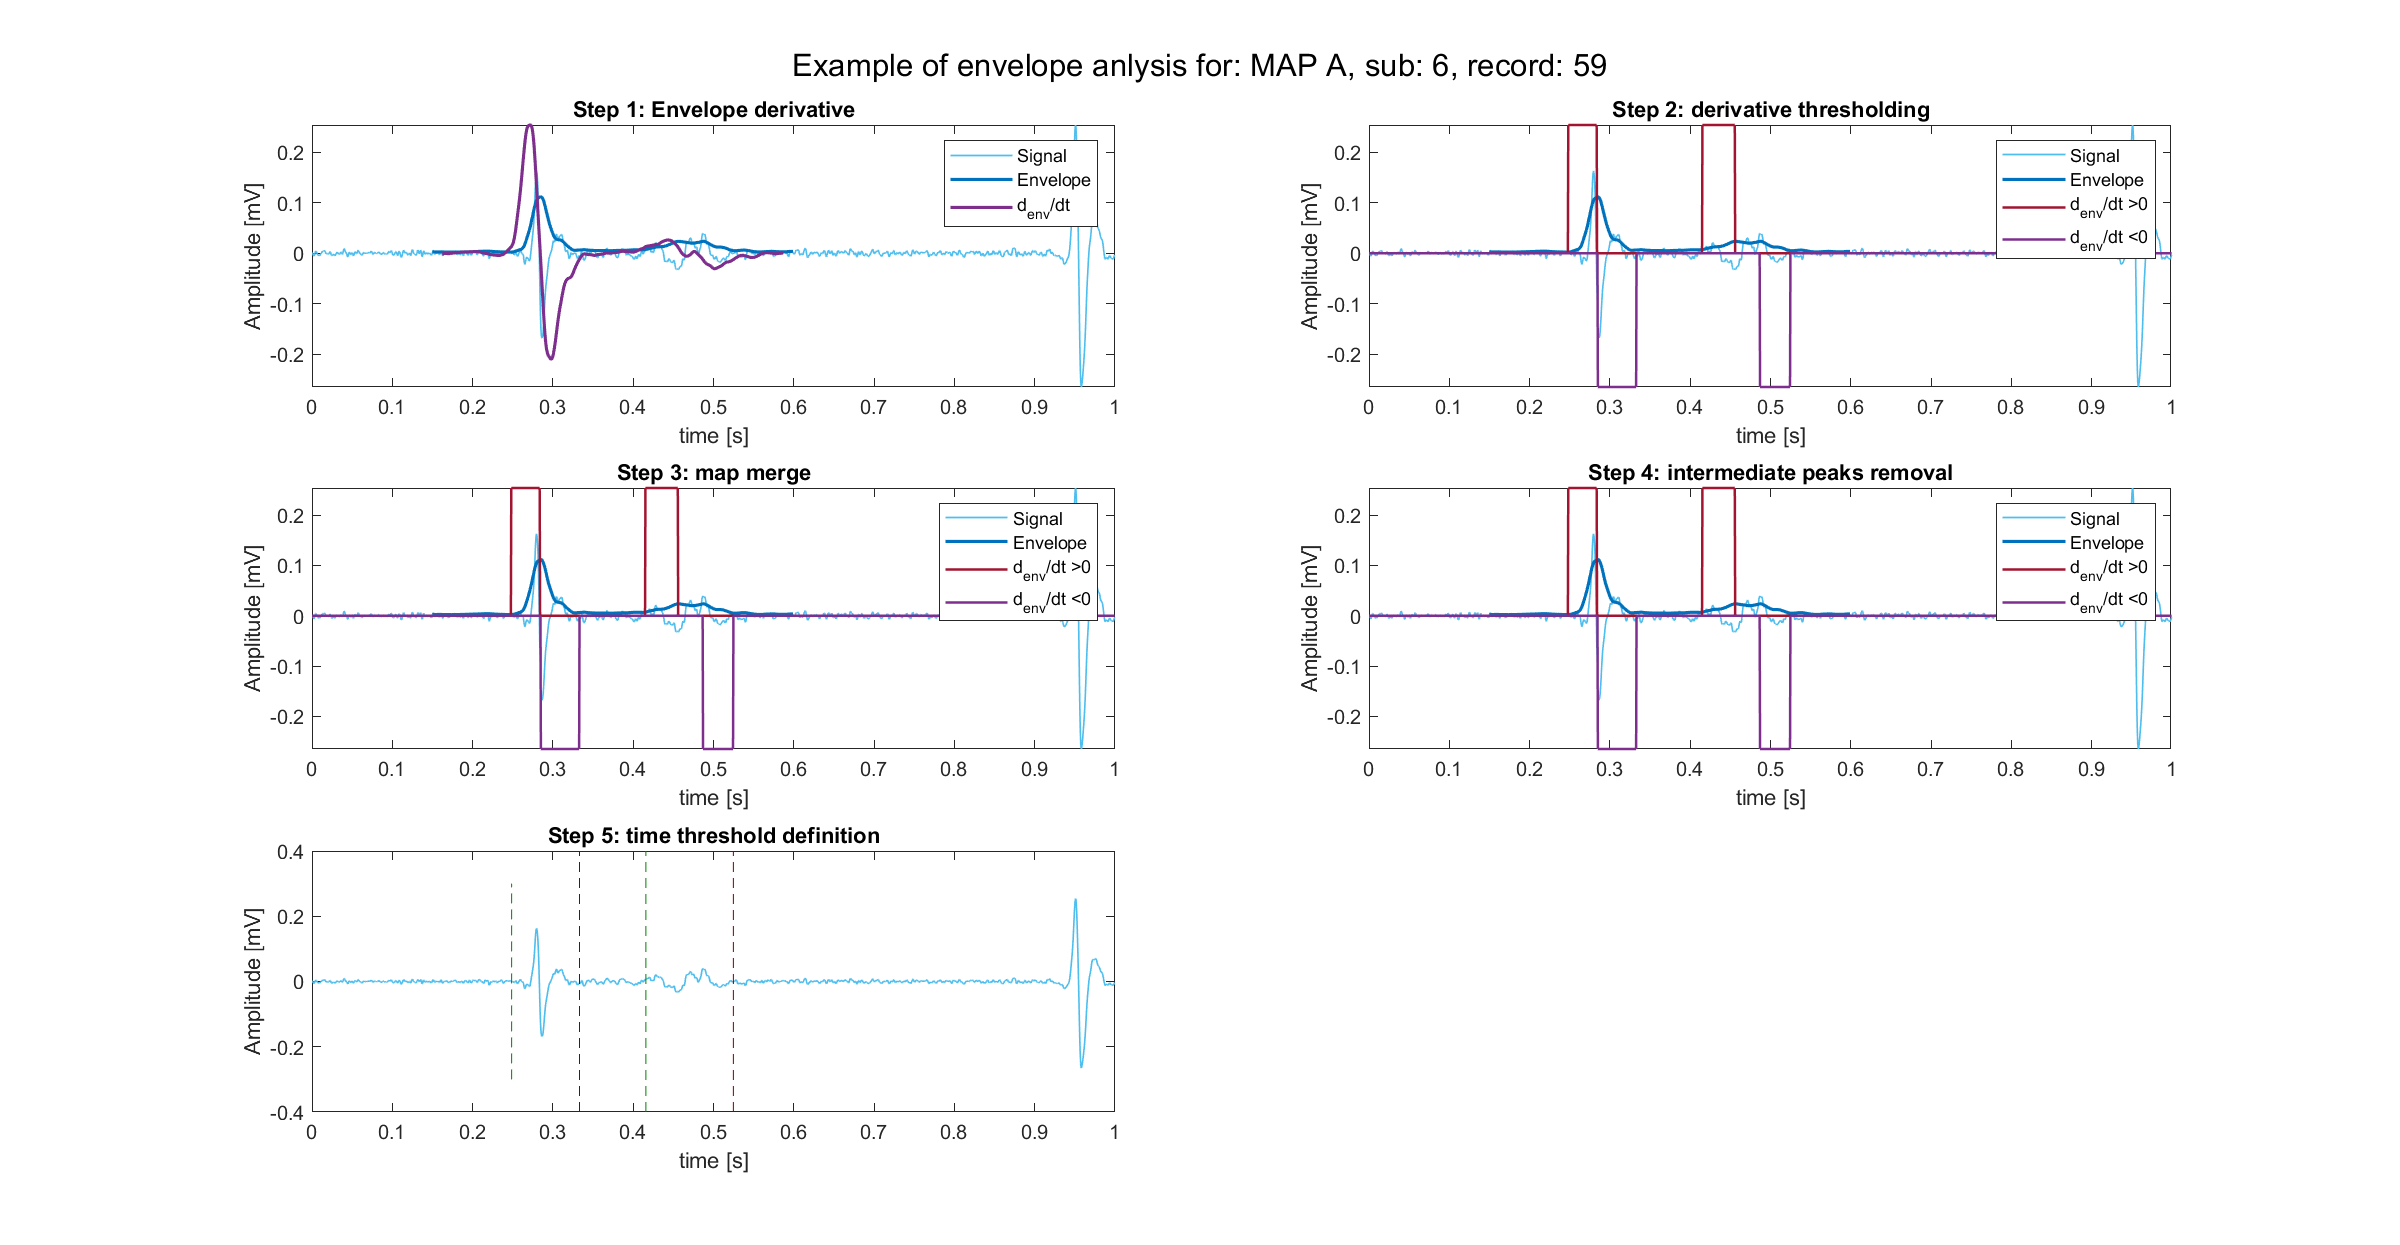 Example of envelope anlysis for: MAP A, sub: 6, record: 59
Step 1: Envelope derivative
0.2
0.1
0
-0.1
-0.2
Amplitude [mV]
Signal
Envelope
d_env/dt
0 0.1 0.2 0.3 0.4 0.5 0.6 0.7 0.8 0.9 1
time [s]
Step 2: derivative thresholding
0.2
0.1
0
-0.1
-0.2
Amplitude [mV]
Signal
Envelope
d_env/dt >0
d_env/dt <0
0 0.1 0.2 0.3 0.4 0.5 0.6 0.7 0.8 0.9 1
time [s]
Step 3: map merge
0.2
0.1
0
-0.1
-0.2
Amplitude [mV]
Signal
Envelope
d_env/dt >0
d_env/dt <0
0 0.1 0.2 0.3 0.4 0.5 0.6 0.7 0.8 0.9 1
time [s]
Step 4: intermediate peaks removal
0.2
0.1
0
-0.1
-0.2
Amplitude [mV]
Signal
Envelope
d_env/dt >0
d_env/dt <0
0 0.1 0.2 0.3 0.4 0.5 0.6 0.7 0.8 0.9 1
time [s]
Step 5: time threshold definition
0.4
0.2
0
-0.2
-0.4
Amplitude [mV]
0 0.1 0.2 0.3 0.4 0.5 0.6 0.7 0.8 0.9 1
time [s]